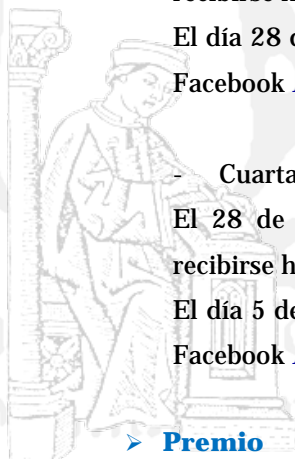 El día 28
Facebook
- Cuarta
El 28 de
recibirse
El día 5 de
Facebook
➢ Premio